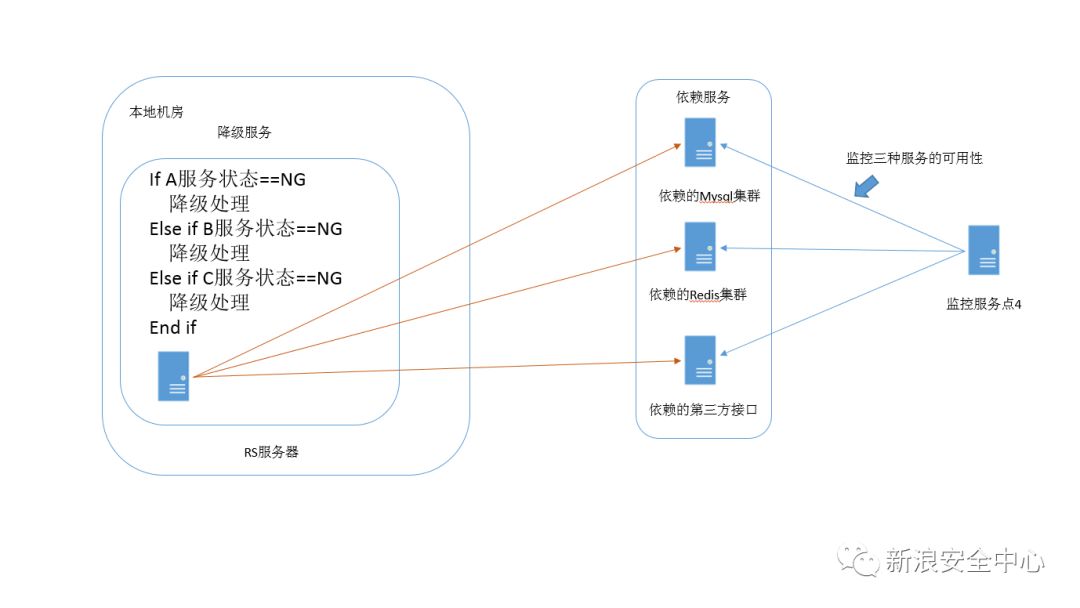 本地机房
降级服务
If A服务状态==NG
降级处理
Else if B服务状态==NG
降级处理
Else if C服务状态==NG
降级处理
End if
RS服务器
依赖服务
依赖的Mysql集群
依赖的Redis集群
依赖的第三方接口
监控三种服务的可用性
监控服务点4
新浪安全中心